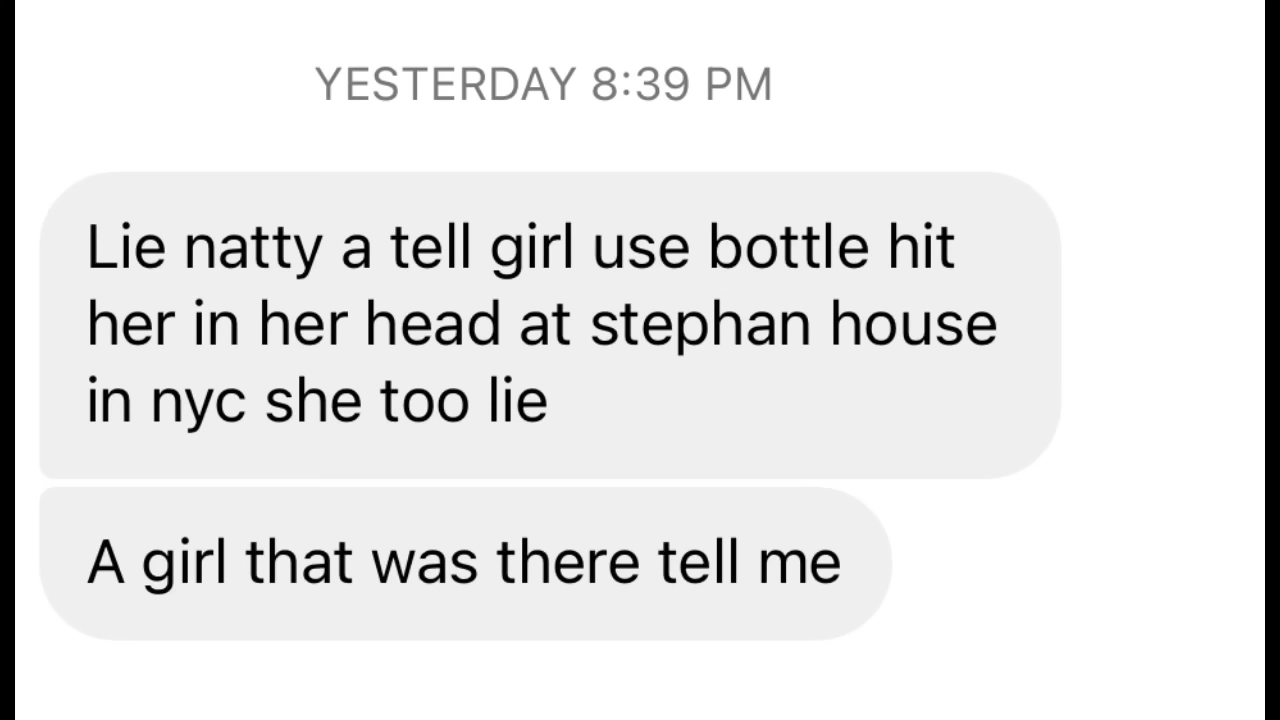 YESTERDAY 8:39 PM
Lie natty a tell girl use bottle hit
her in her head at stephan house
in nyc she too lie
A girl that was there tell me